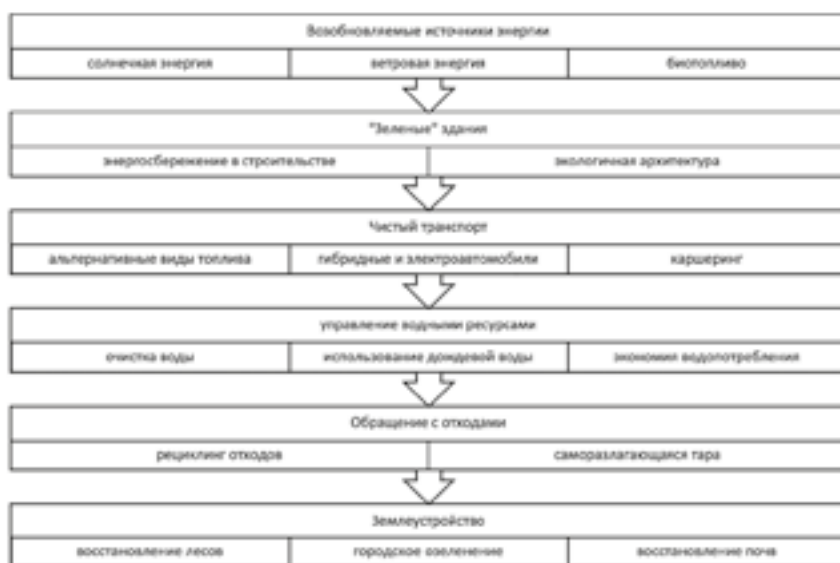 Возобновляемые источники энергии
солнечная энергия ветровая энергия биотопливо
"Зеленые" здания
энергосбережение в строительстве экологичная архитектура
Чистый транспорт
альтернативные виды топлива гибридные и электроавтомобили каршеринг
управление водными ресурсами
очистка воды использование дождевой воды экономия водопотребления
Обращение с отходами
рециклинг отходов саморазлагающаяся тара
Землеустройство
восстановление лесов городское озеленение восстановление почв